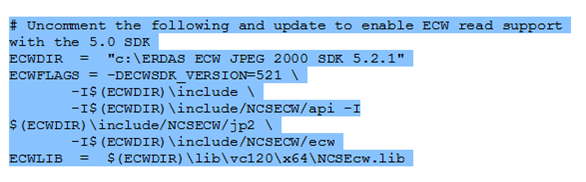 # Uncomment the following and update to enable ECW read support
with the 5.0 SDK
ECWDIR  =  "c:\ERDAS ECW JPEG 2000 SDK 5.2.1"
ECWFLAGS = -DECWSDK_VERSION=521 \
        -I$(ECWDIR)\include \
        -I$(ECWDIR)\include/NCSECW/api -I
$(ECWDIR)\include/NCSECW/jp2 \
        -I$(ECWDIR)\include/NCSECW/ecw
ECWLIB  =  $(ECWDIR)\lib\vc120\x64\NCSEcw.lib